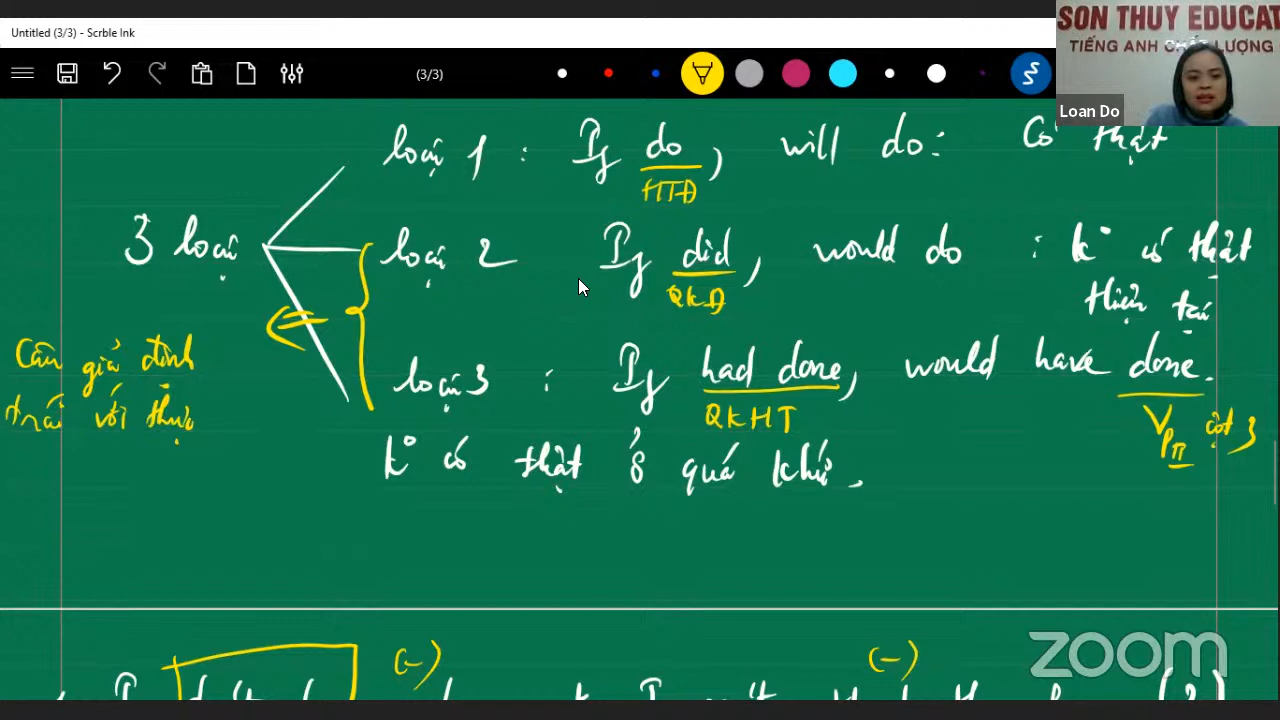 Untitled (3/3) - Scrble Ink
SON THUY EDUCAT
TIẾNG ANH CHẤT LƯỢNG
(3/3)
Loan Do
loại 1 : If do, will do: Có thật
HTĐ
3 loại
loại 2 If did, would do : k° có thật
QKĐ
hiện tại
loại 3 : If had done, would have done.
QKHT
VpII cột 3
Câu giả định
trái với thực
k° có thật ở quá khứ.
(-) (-)
zoom